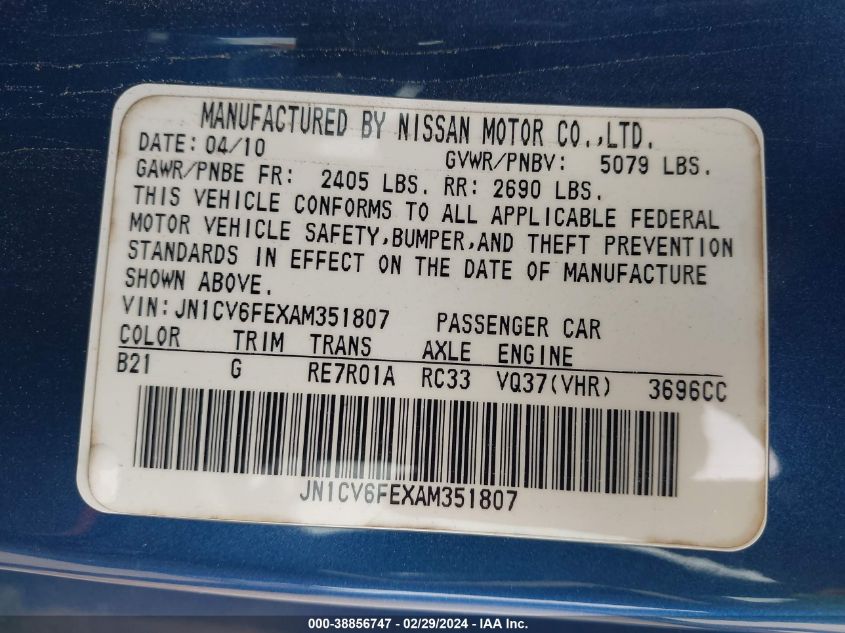 MANUFACTURED BY NISSAN MOTOR CO.,LTD.
DATE: 04/10 GVWR/PNBV: 5079 LBS.
GAWR/PNBE FR: 2405 LBS. RR: 2690 LBS.
THIS VEHICLE CONFORMS TO ALL APPLICABLE FEDERAL
MOTOR VEHICLE SAFETY,BUMPER,AND THEFT PREVENTION
STANDARDS IN EFFECT ON THE DATE OF MANUFACTURE
SHOWN ABOVE.
VIN:JN1CV6FEXAM351807 PASSENGER CAR
COLOR TRIM TRANS AXLE ENGINE
B21 G RE7R01A RC33 VQ37(VHR) 3696CC
JN1CV6FEXAM351807
000-38856747 - 02/29/2024 - IAA Inc.